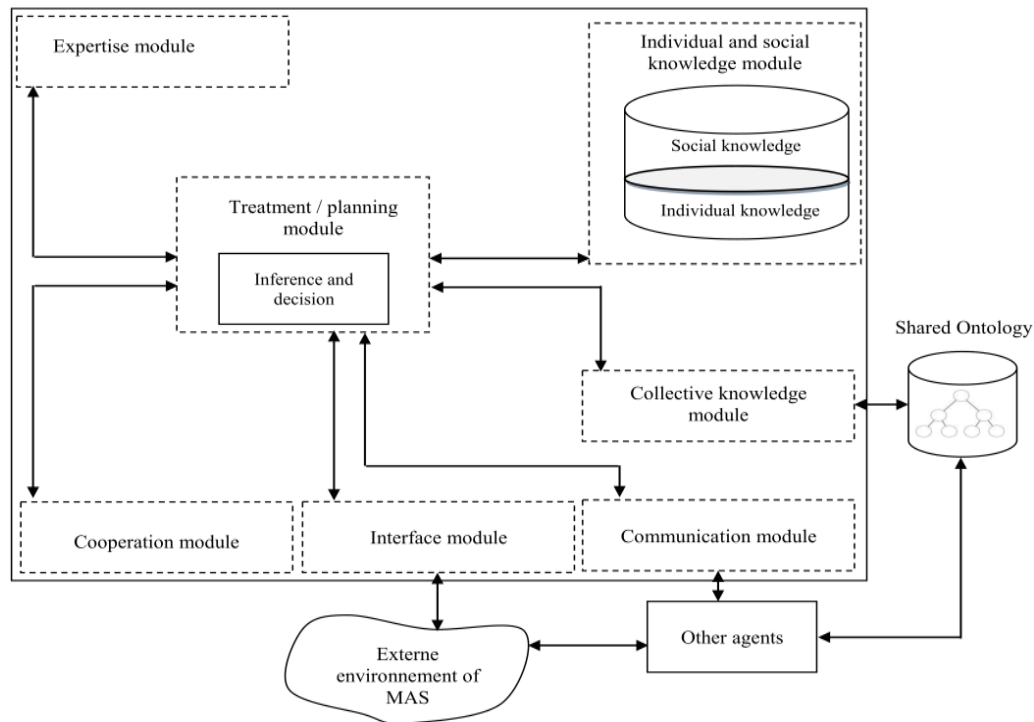 Expertise module
Individual and social
knowledge module
Social knowledge
Individual knowledge
Treatment / planning
module
Inference and
decision
Shared Ontology
Collective knowledge
module
Cooperation module
Interface module
Communication module
Other agents
Externe
environnement of
MAS